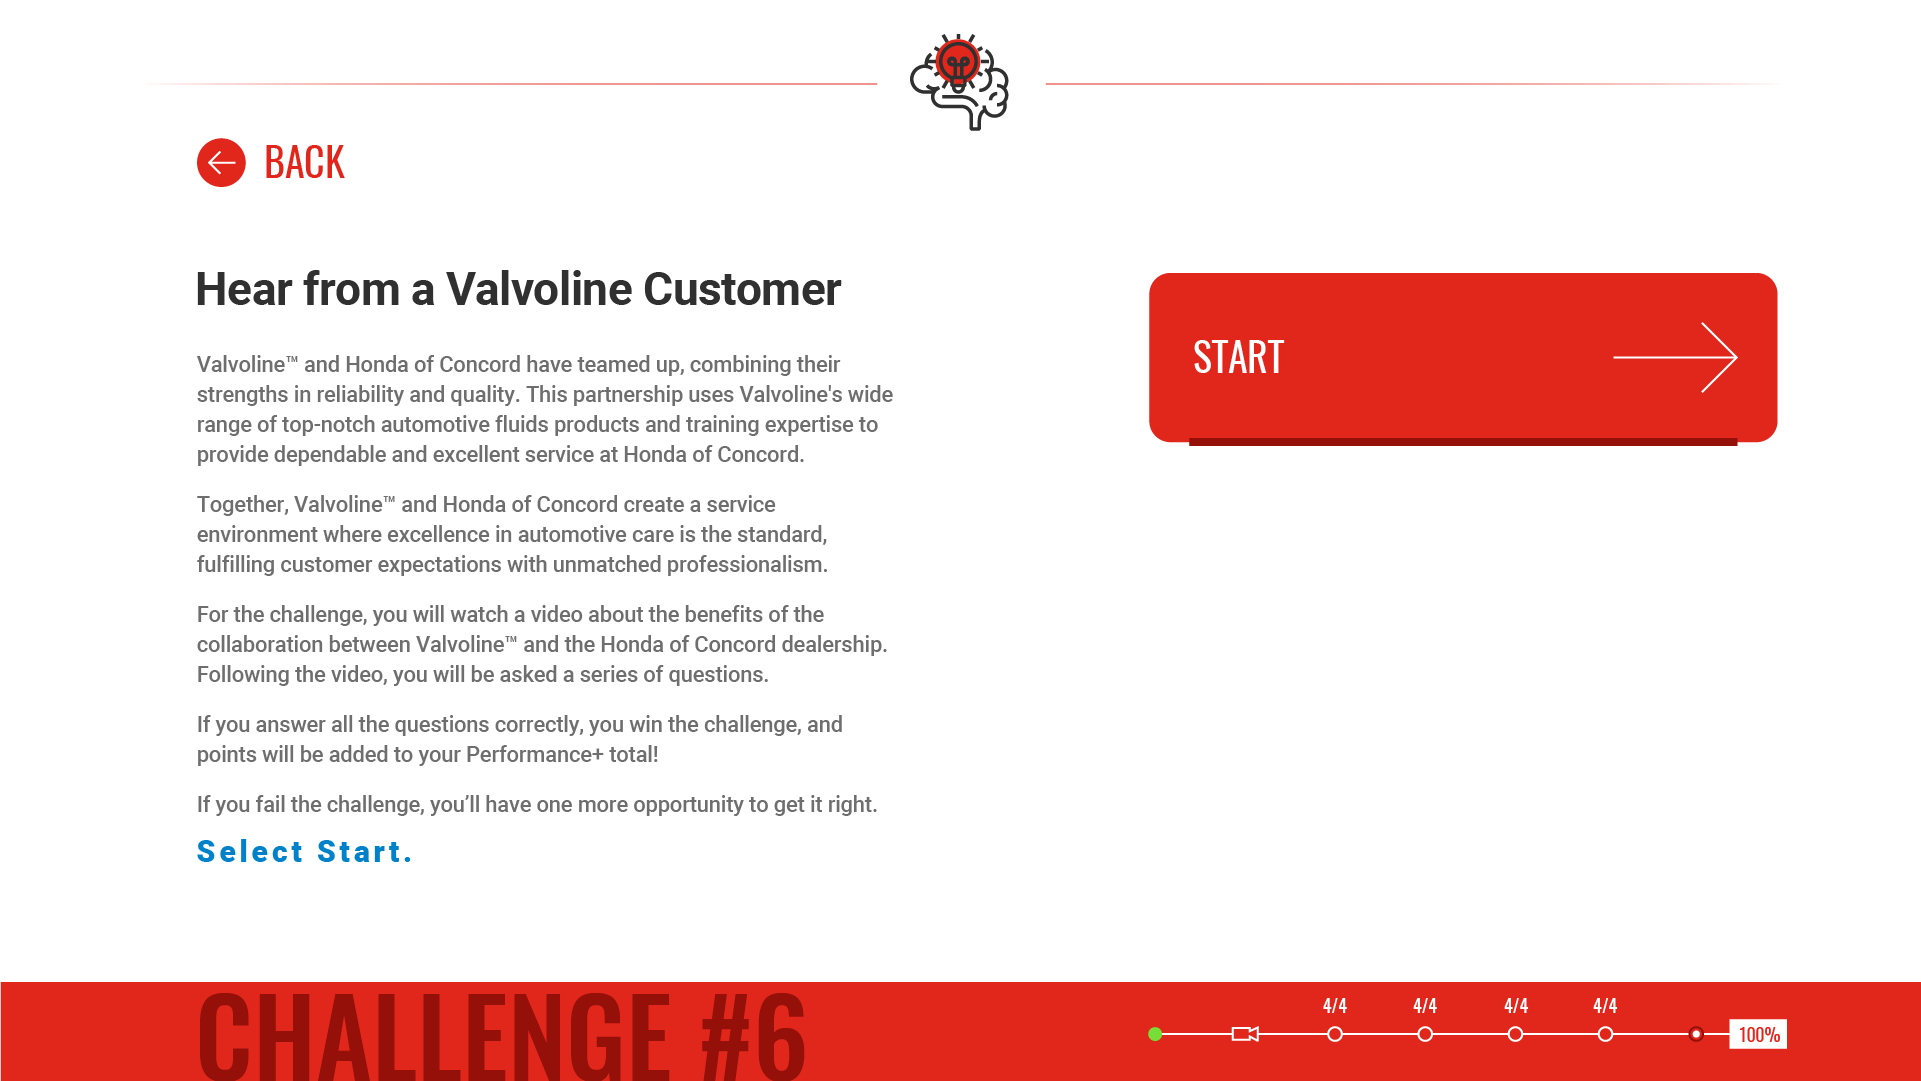 BACK
Hear from a Valvoline Customer
Valvoline™ and Honda of Concord have teamed up, combining their
strengths in reliability and quality. This partnership uses Valvoline's wide
range of top-notch automotive fluids products and training expertise to
provide dependable and excellent service at Honda of Concord.
Together, Valvoline™ and Honda of Concord create a service
environment where excellence in automotive care is the standard,
fulfilling customer expectations with unmatched professionalism.
For the challenge, you will watch a video about the benefits of the
collaboration between Valvoline™ and the Honda of Concord dealership.
Following the video, you will be asked a series of questions.
If you answer all the questions correctly, you win the challenge, and
points will be added to your Performance+ total!
If you fail the challenge, you’ll have one more opportunity to get it right.
Select Start.
START
CHALLENGE #6
4/4 4/4 4/4 4/4
100%